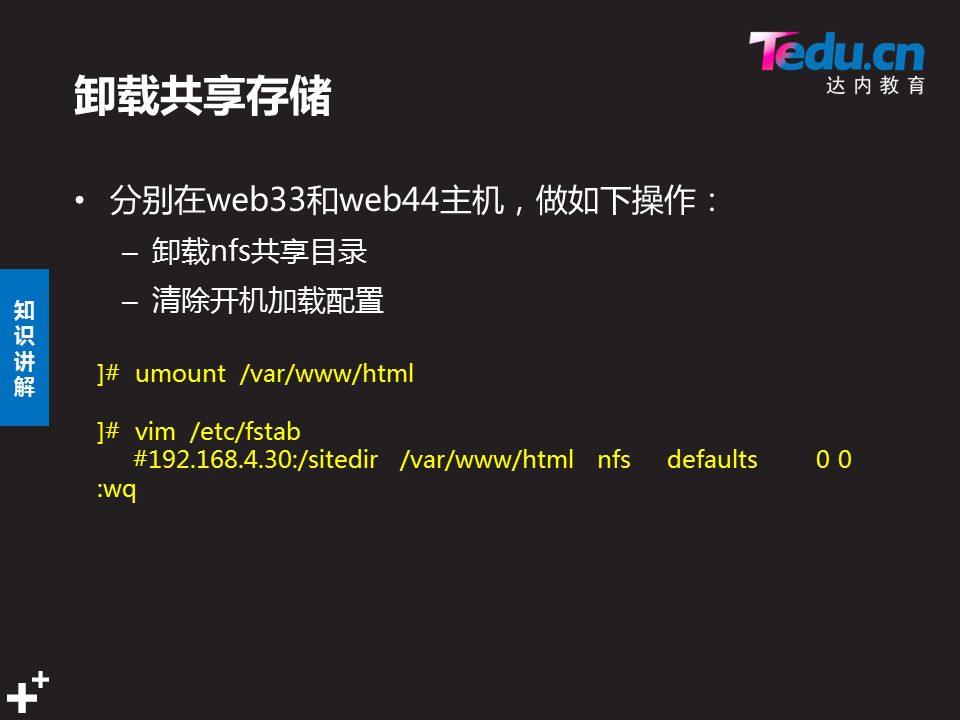 Tedu.cn
达内教育
卸载共享存储
• 分别在web33和web44主机，做如下操作：
– 卸载nfs共享目录
– 清除开机加载配置
知识讲解
]# umount /var/www/html
]# vim /etc/fstab
#192.168.4.30:/sitedir /var/www/html nfs defaults 0 0
:wq